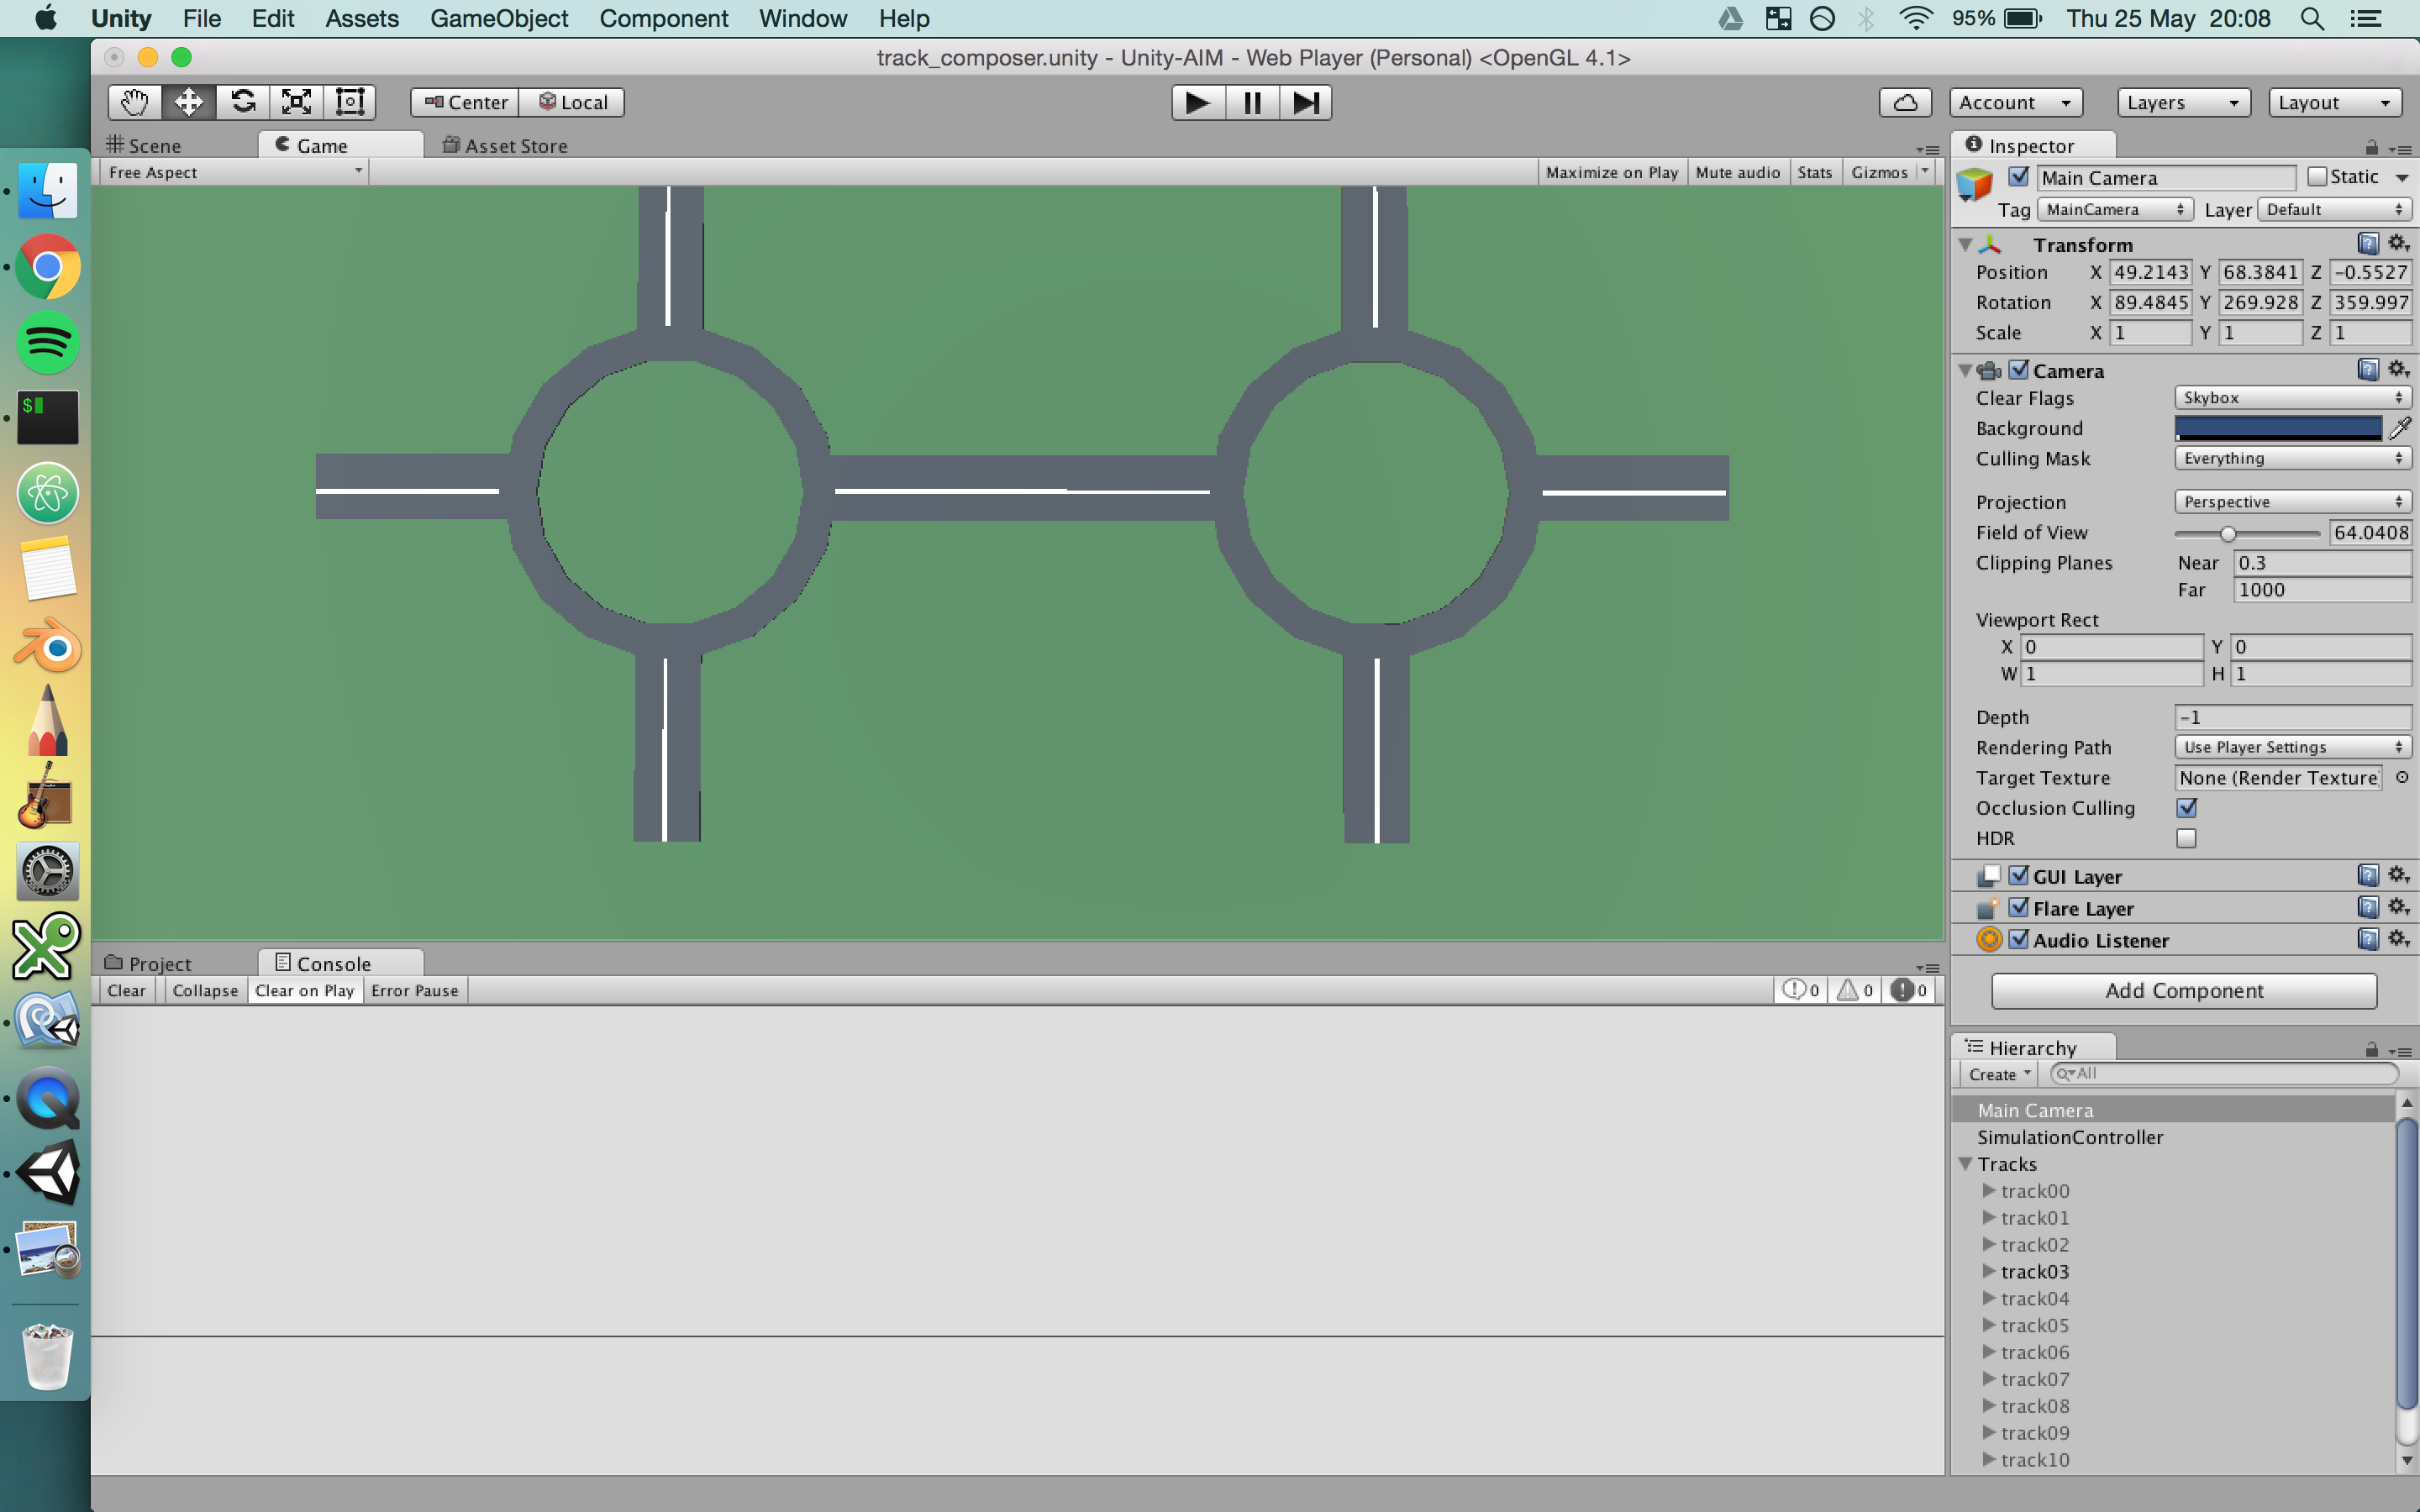 Unity File Edit Assets GameObject Component Window Help 95% Thu 25 May 20:08
track_composer.unity - Unity-AIM - Web Player (Personal) <OpenGL 4.1>
Center Local Account Layers Layout
Scene Game Asset Store
Free Aspect Maximize on Play Mute audio Stats Gizmos
$
Inspector
Main Camera Static
Tag MainCamera Layer Default
Transform
Position X 49.2143 Y 68.3841 Z -0.5527
Rotation X 89.4845 Y 269.928 Z 359.997
Scale X 1 Y 1 Z 1
Camera
Clear Flags Skybox
Background
Culling Mask Everything
Projection Perspective
Field of View 64.0408
Clipping Planes Near 0.3
Far 1000
Viewport Rect
X 0 Y 0
W 1 H 1
Depth -1
Rendering Path Use Player Settings
Target Texture None (Render Texture
Occlusion Culling
HDR
GUI Layer
Flare Layer
Audio Listener
Add Component
Project Console
Clear Collapse Clear on Play Error Pause 0 0 0
Hierarchy
Create All
Main Camera
SimulationController
Tracks
track00
track01
track02
track03
track04
track05
track06
track07
track08
track09
track10